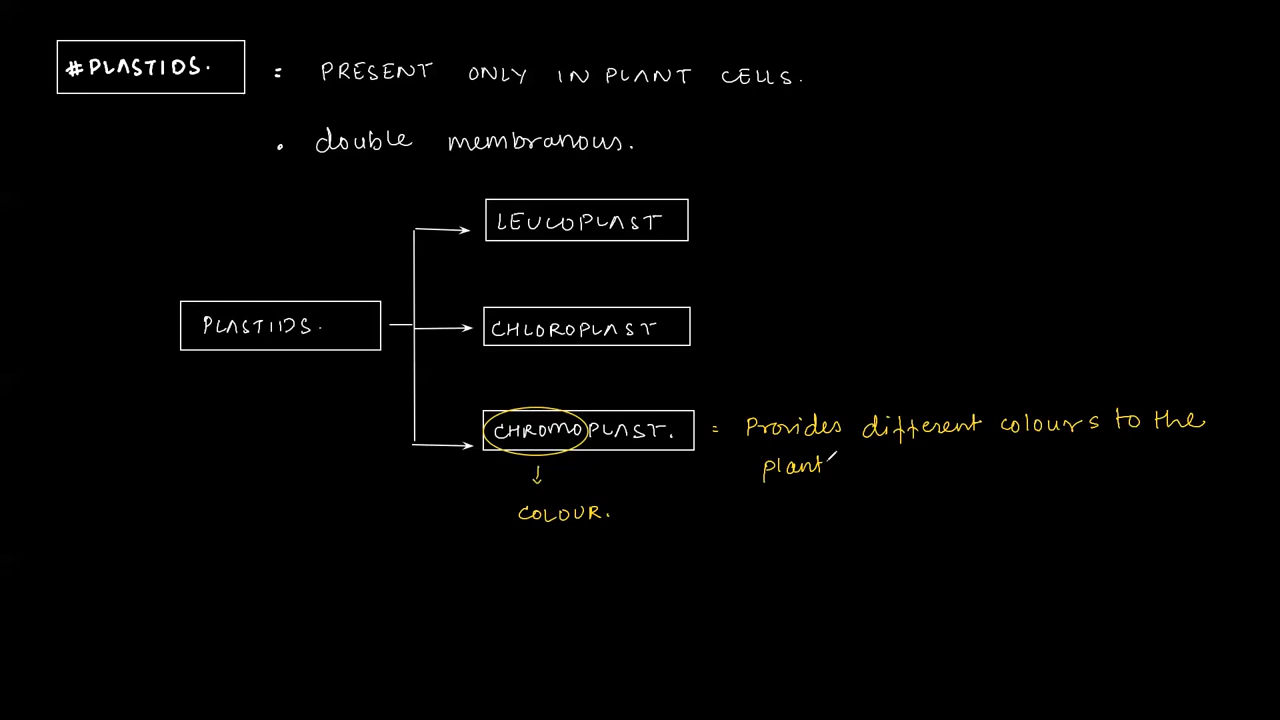 #PLASTIDS. = PRESENT ONLY IN PLANT CELLS.
. double membranous.
LEUCOPLAST
PLASTIDS.
CHLOROPLAST
CHROMOPLAST. = Provides different colours to the
plant
COLOUR.